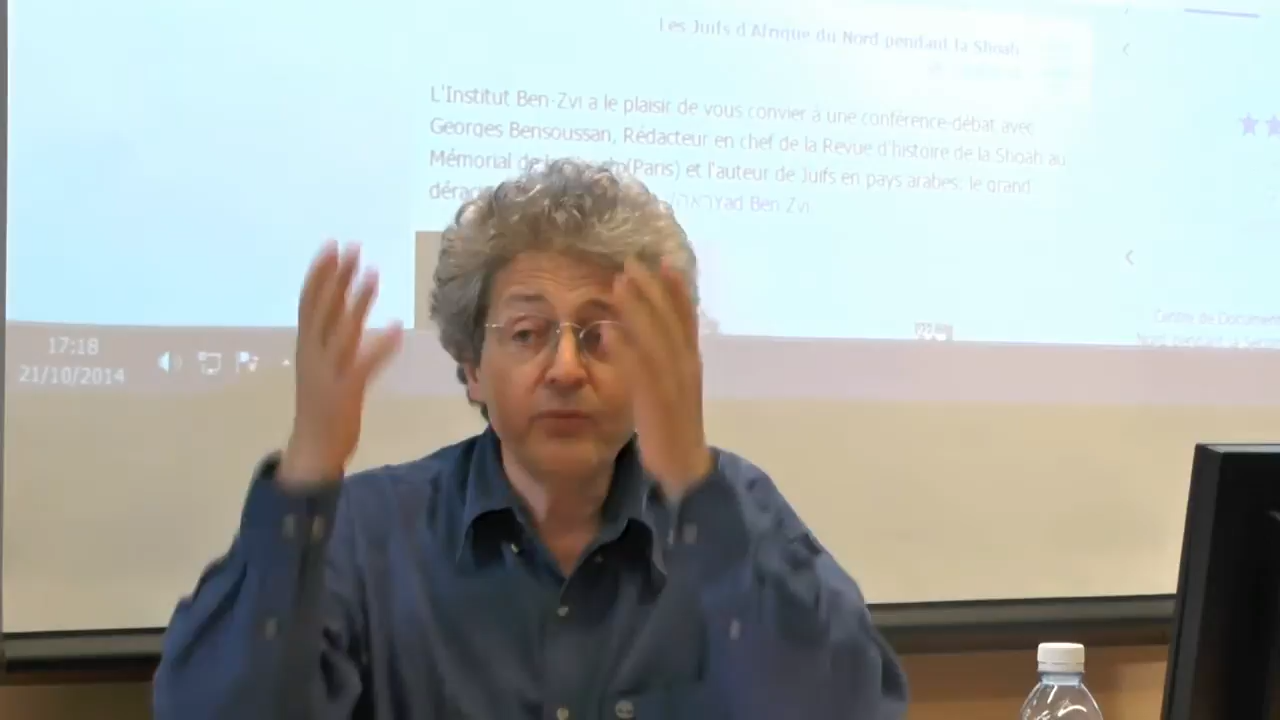 Les Juifs d'Afrique du Nord pendant la Shoah
L'Institut Ben-Zvi a le plaisir de vous convier à une conférence-débat avec
Georges Bensoussan, Rédacteur en chef de la Revue d'histoire de la Shoah au
Mémorial de (Paris) et l'auteur de Juifs en pays arabes: le grand
Yad Ben Zvi
17:18
21/10/2014
Centre de